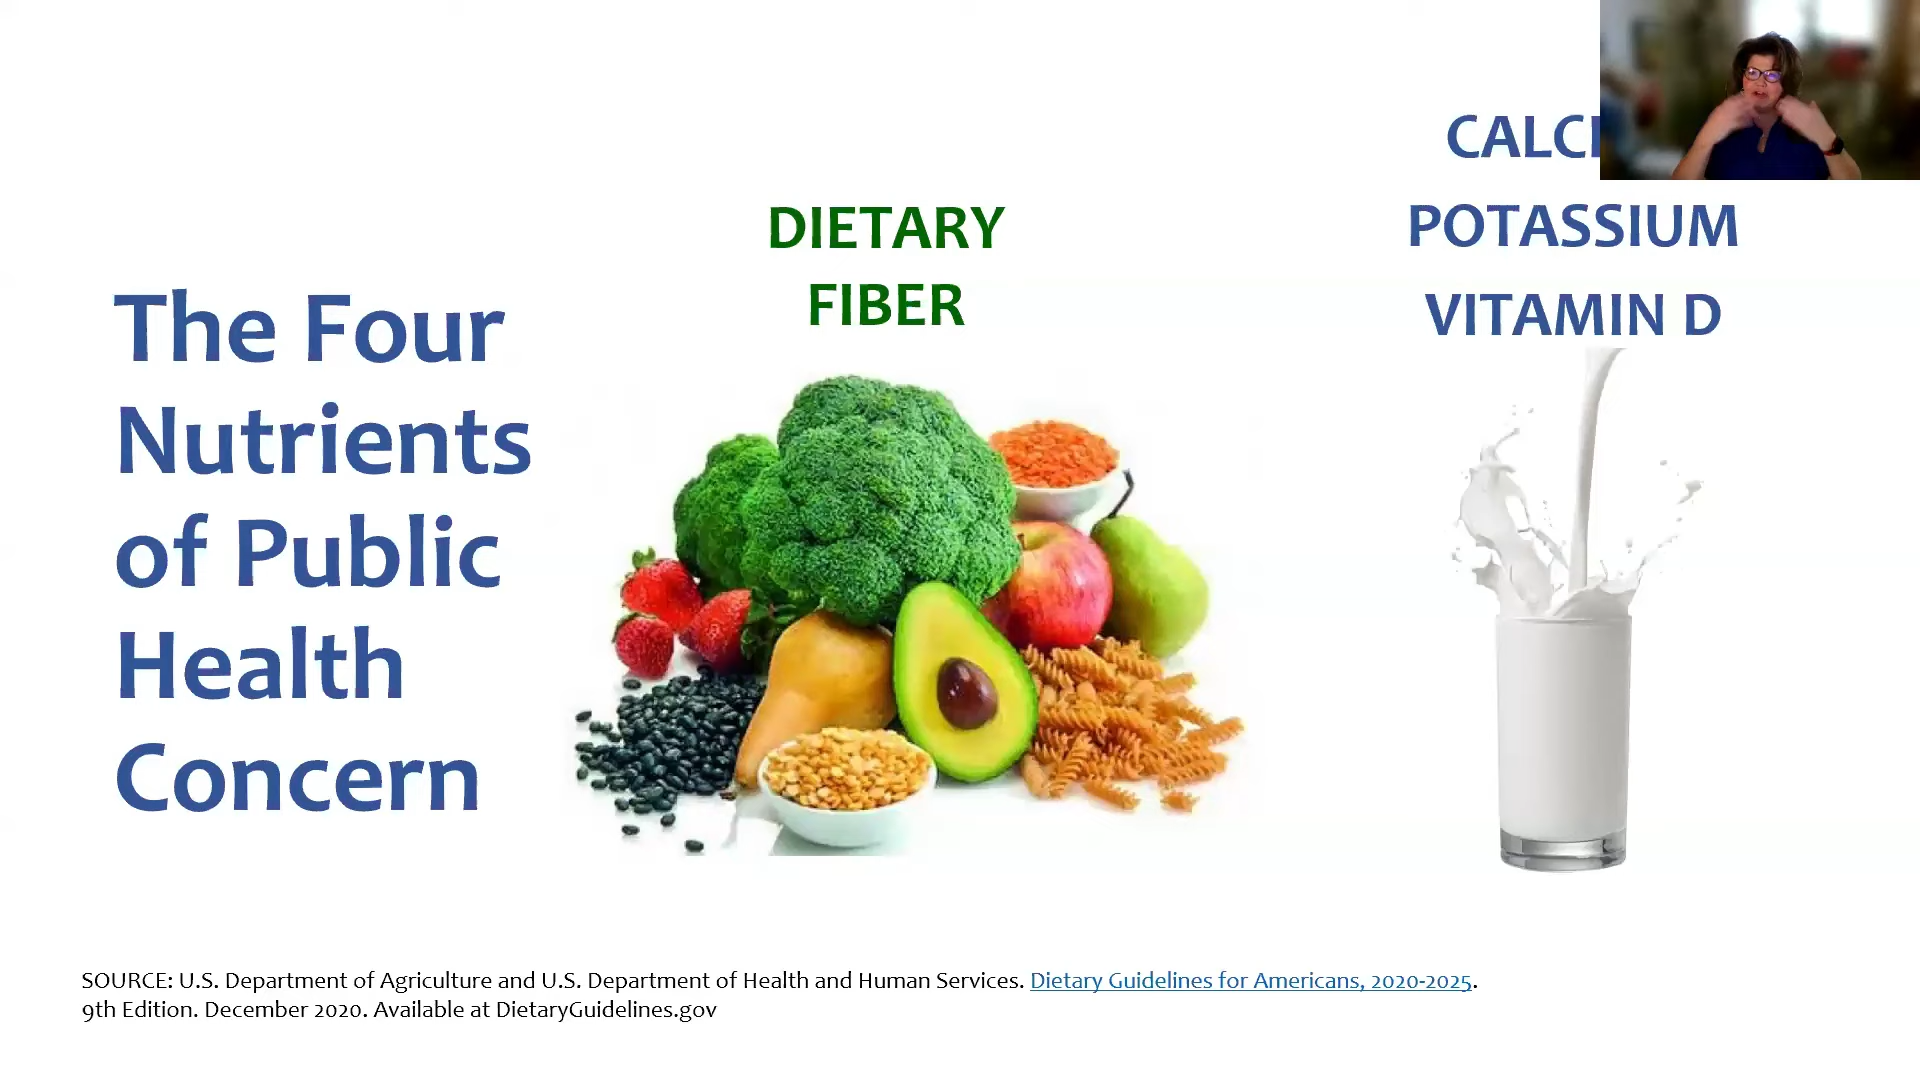 The Four
Nutrients
of Public
Health
Concern
DIETARY
FIBER
POTASSIUM
VITAMIN D
SOURCE: U.S. Department of Agriculture and U.S. Department of Health and Human Services. Dietary Guidelines for Americans, 2020-2025.
9th Edition. December 2020. Available at DietaryGuidelines.gov